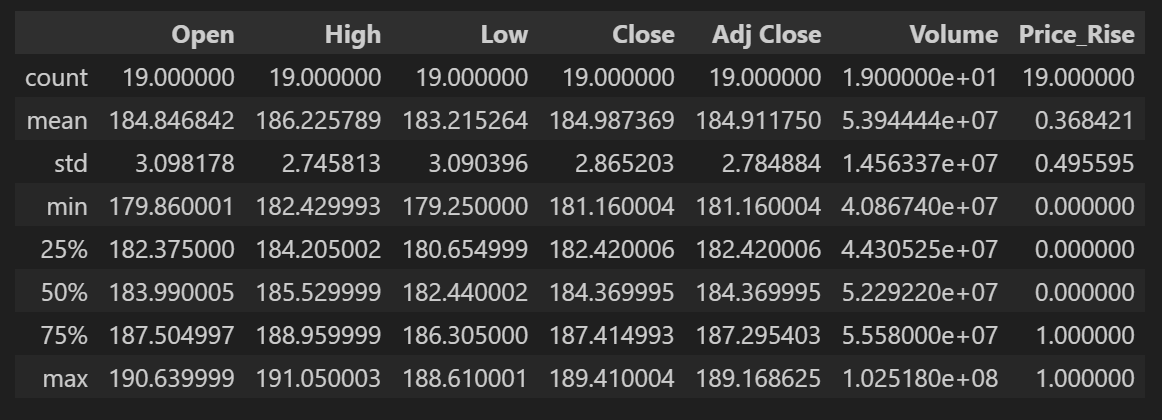 Open High Low Close Adj Close Volume Price_Rise
count 19.000000 19.000000 19.000000 19.000000 19.000000 1.900000e+01 19.000000
mean 184.846842 186.225789 183.215264 184.987369 184.911750 5.394444e+07 0.368421
std 3.098178 2.745813 3.090396 2.865203 2.784884 1.456337e+07 0.495595
min 179.860001 182.429993 179.250000 181.160004 181.160004 4.086740e+07 0.000000
25% 182.375000 184.205002 180.654999 182.420006 182.420006 4.430525e+07 0.000000
50% 183.990005 185.529999 182.440002 184.369995 184.369995 5.229220e+07 0.000000
75% 187.504997 188.959999 186.305000 187.414993 187.295403 5.558000e+07 1.000000
max 190.639999 191.050003 188.610001 189.410004 189.168625 1.025180e+08 1.000000